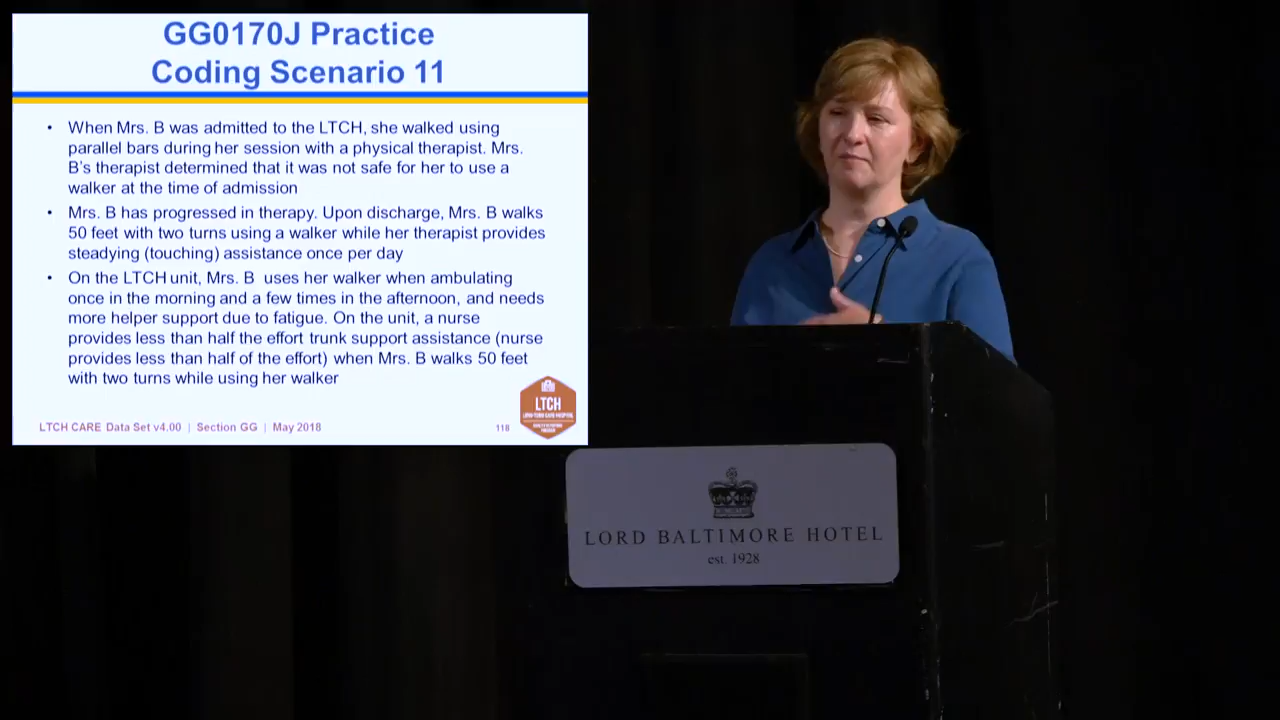 GG0170J Practice
Coding Scenario 11
• When Mrs. B was admitted to the LTCH, she walked using
parallel bars during her session with a physical therapist. Mrs.
B's therapist determined that it was not safe for her to use a
walker at the time of admission
• Mrs. B has progressed in therapy. Upon discharge, Mrs. B walks
50 feet with two turns using a walker while her therapist provides
steadying (touching) assistance once per day
• On the LTCH unit, Mrs. B uses her walker when ambulating
once in the morning and a few times in the afternoon, and needs
more helper support due to fatigue. On the unit, a nurse
provides less than half the effort trunk support assistance (nurse
provides less than half of the effort) when Mrs. B walks 50 feet
with two turns while using her walker
LTCH
LTCH CARE Data Set v4.00 | Section GG | May 2018
118
LORD BALTIMORE HOTEL
est. 1928